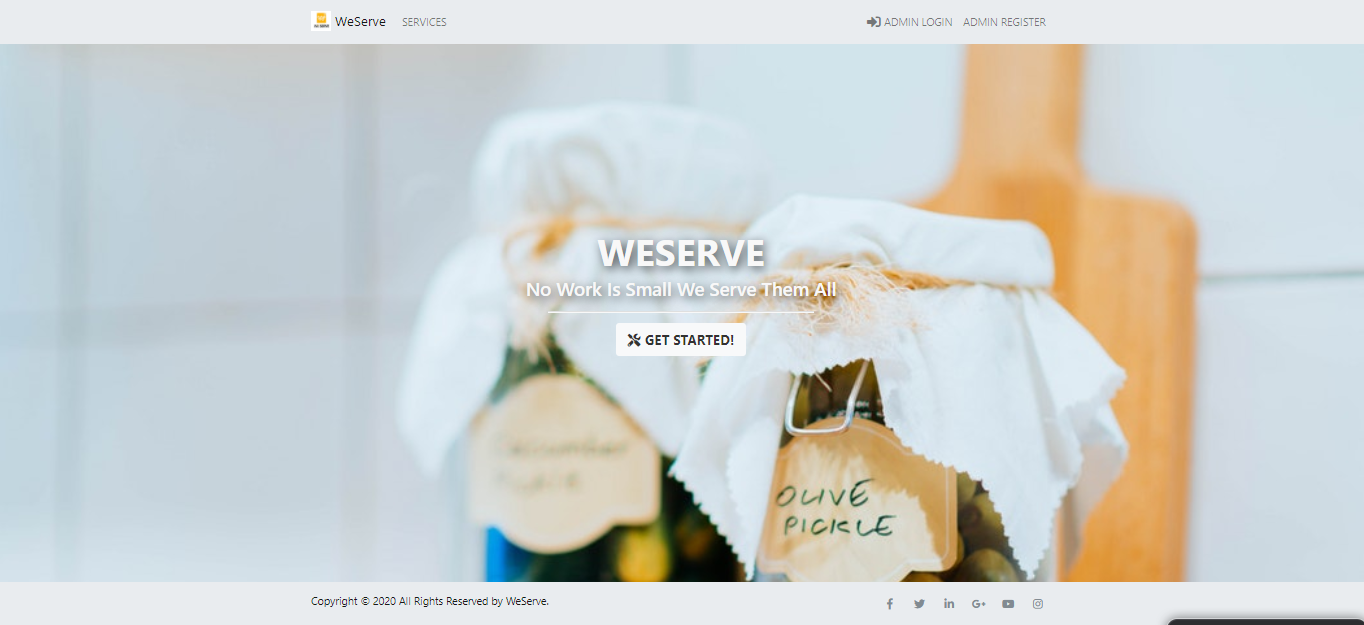 WeServe SERVICES ADMIN LOGIN ADMIN REGISTER
WESERVE
No Work Is Small We Serve Them All
GET STARTED!
Cucumber
OLIVE
PICKLE
Copyright © 2020 All Rights Reserved by WeServe.